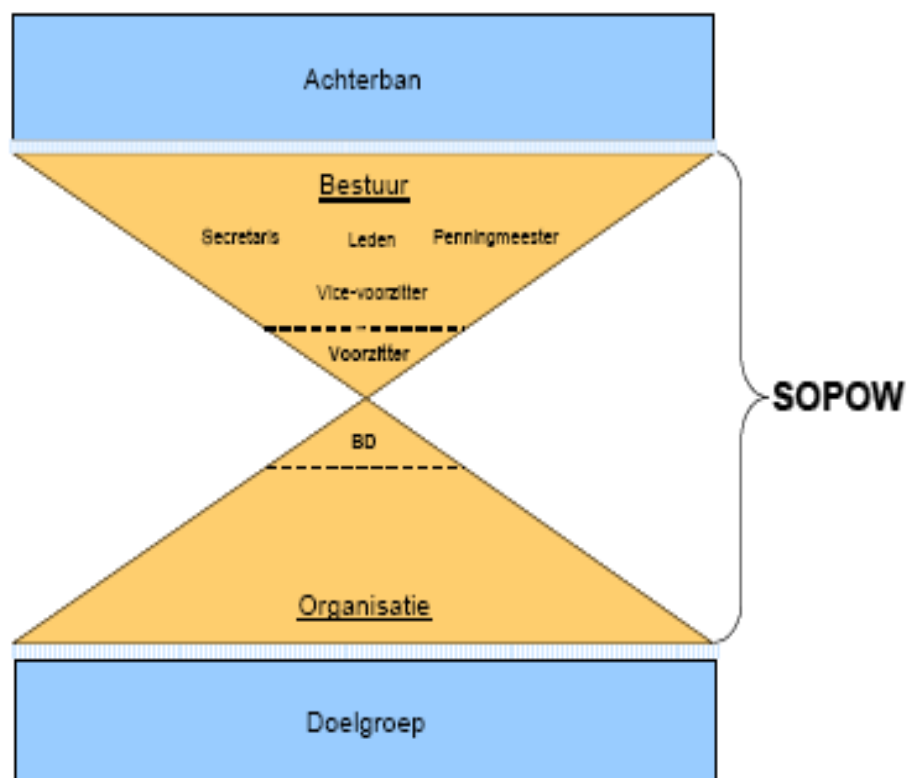 Achterban
Bestuur
Secretaris Leden Penningmeester
Vice-voorzitter
Voorzitter
SOPOW
BD
Organisatie
Doelgroep